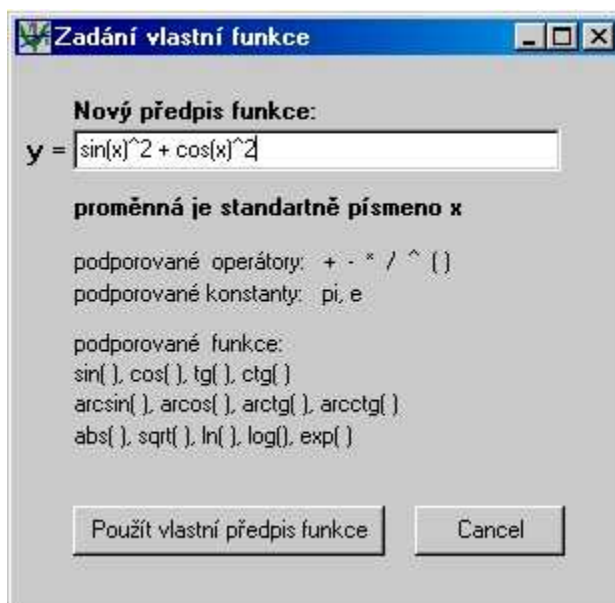 Zadání vlastní funkce
Nový předpis funkce:
y = sin(x)^2 + cos(x)^2
proměnná je standartně písmeno x
podporované operátory: + - * / ^ ( )
podporované konstanty: pi, e
podporované funkce:
sin( ), cos( ), tg( ), ctg( )
arcsin( ), arcos( ), arctg( ), arcctg( )
abs( ), sqrt( ), ln( ), log(), exp( )
Použít vlastní předpis funkce Cancel